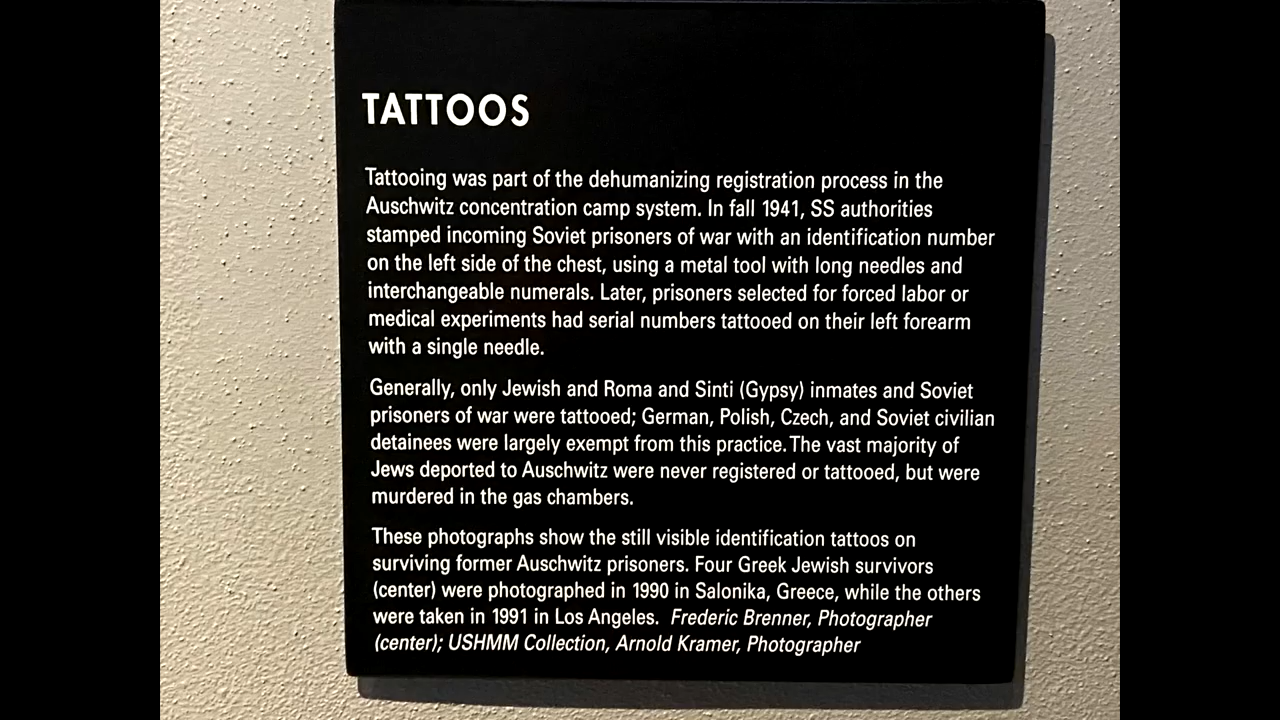 TATTOOS
Tattooing was part of the dehumanizing registration process in the
Auschwitz concentration camp system. In fall 1941, SS authorities
stamped incoming Soviet prisoners of war with an identification number
on the left side of the chest, using a metal tool with long needles and
interchangeable numerals. Later, prisoners selected for forced labor or
medical experiments had serial numbers tattooed on their left forearm
with a single needle.
Generally, only Jewish and Roma and Sinti (Gypsy) inmates and Soviet
prisoners of war were tattooed; German, Polish, Czech, and Soviet civilian
detainees were largely exempt from this practice. The vast majority of
Jews deported to Auschwitz were never registered or tattooed, but were
murdered in the gas chambers.
These photographs show the still visible identification tattoos on
surviving former Auschwitz prisoners. Four Greek Jewish survivors
(center) were photographed in 1990 in Salonika, Greece, while the others
were taken in 1991 in Los Angeles. Frederic Brenner, Photographer
(center); USHMM Collection, Arnold Kramer, Photographer